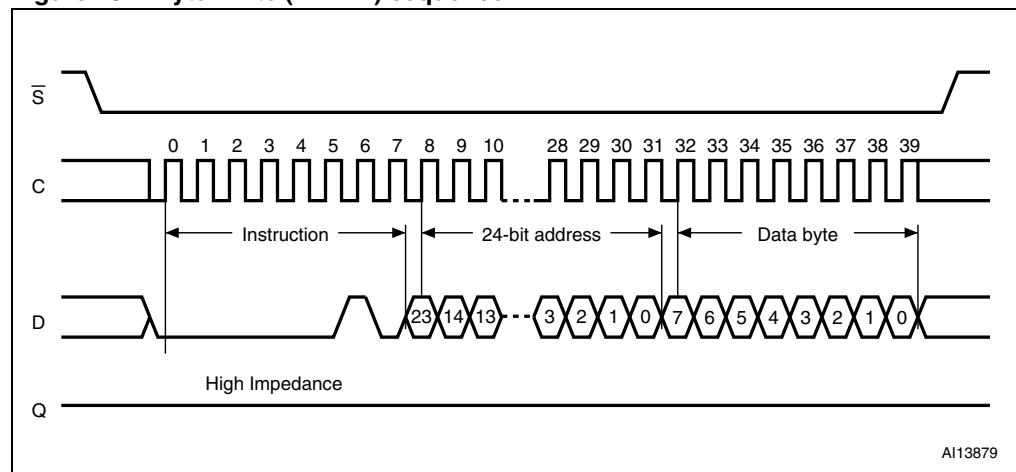 S
0 1 2 3 4 5 6 7 8 9 10 28 29 30 31 32 33 34 35 36 37 38 39
C
Instruction 24-bit address Data byte
D 23 14 13 3 2 1 0 7 6 5 4 3 2 1 0
High Impedance
Q
AI13879